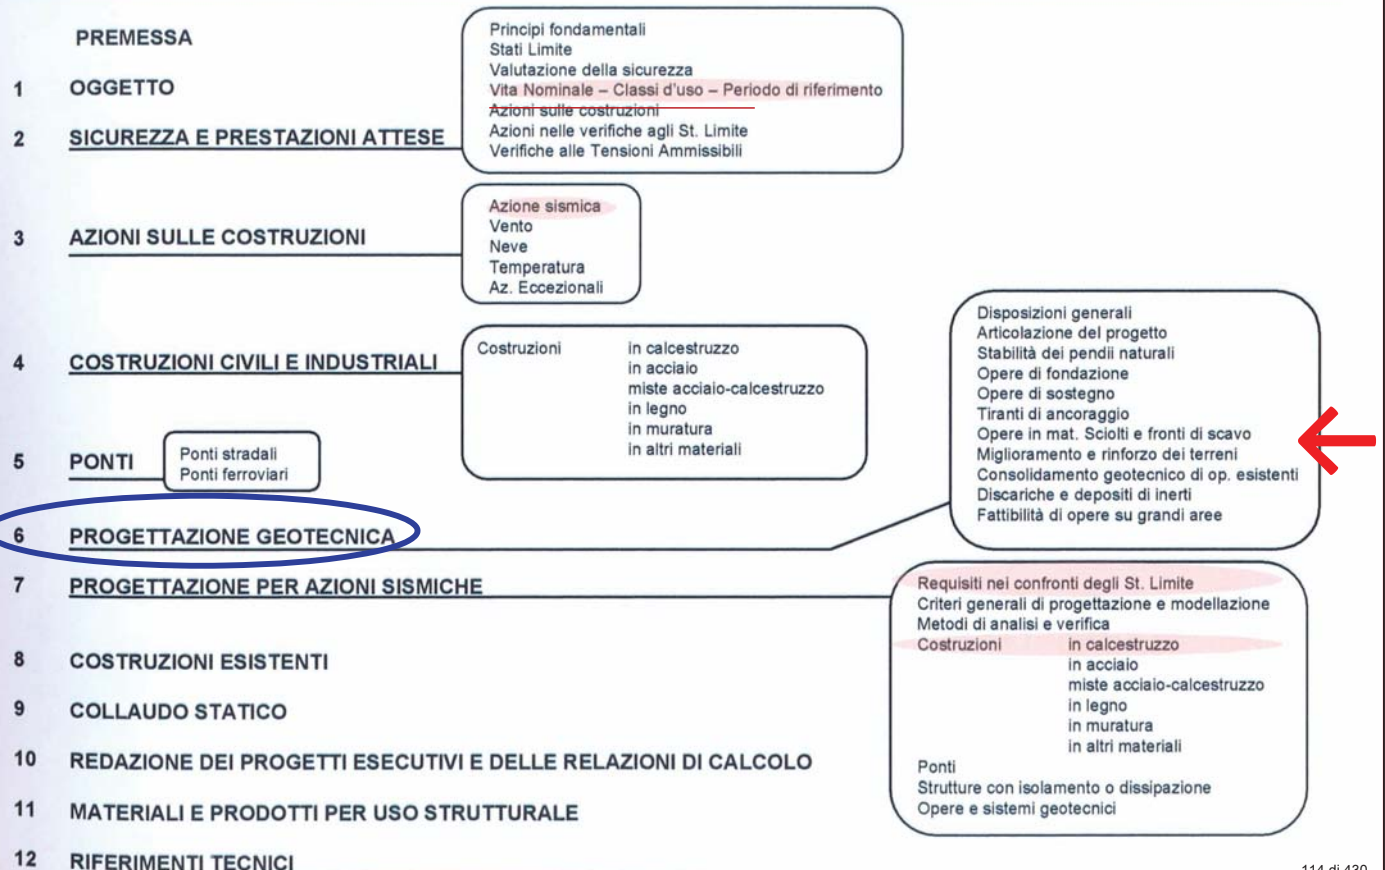 PREMESSA
1 OGGETTO
2 SICUREZZA E PRESTAZIONI ATTESE
Principi fondamentali
Stati Limite
Valutazione della sicurezza
Vita Nominale – Classi d'uso – Periodo di riferimento
Azioni sulle costruzioni
Azioni nelle verifiche agli St. Limite
Verifiche alle Tensioni Ammissibili
3 AZIONI SULLE COSTRUZIONI
Azione sismica
Vento
Neve
Temperatura
Az. Eccezionali
4 COSTRUZIONI CIVILI E INDUSTRIALI
Costruzioni in calcestruzzo
in acciaio
miste acciaio-calcestruzzo
in legno
in muratura
in altri materiali
5 PONTI
Ponti stradali
Ponti ferroviari
6 PROGETTAZIONE GEOTECNICA
Disposizioni generali
Articolazione del progetto
Stabilità dei pendii naturali
Opere di fondazione
Opere di sostegno
Tiranti di ancoraggio
Opere in mat. Sciolti e fronti di scavo
Miglioramento e rinforzo dei terreni
Consolidamento geotecnico di op. esistenti
Discariche e depositi di inerti
Fattibilità di opere su grandi aree
7 PROGETTAZIONE PER AZIONI SISMICHE
Requisiti nei confronti degli St. Limite
Criteri generali di progettazione e modellazione
Metodi di analisi e verifica
Costruzioni in calcestruzzo
in acciaio
miste acciaio-calcestruzzo
in legno
in muratura
in altri materiali
Ponti
Strutture con isolamento o dissipazione
Opere e sistemi geotecnici
8 COSTRUZIONI ESISTENTI
9 COLLAUDO STATICO
10 REDAZIONE DEI PROGETTI ESECUTIVI E DELLE RELAZIONI DI CALCOLO
11 MATERIALI E PRODOTTI PER USO STRUTTURALE
12 RIFERIMENTI TECNICI
114 di 430